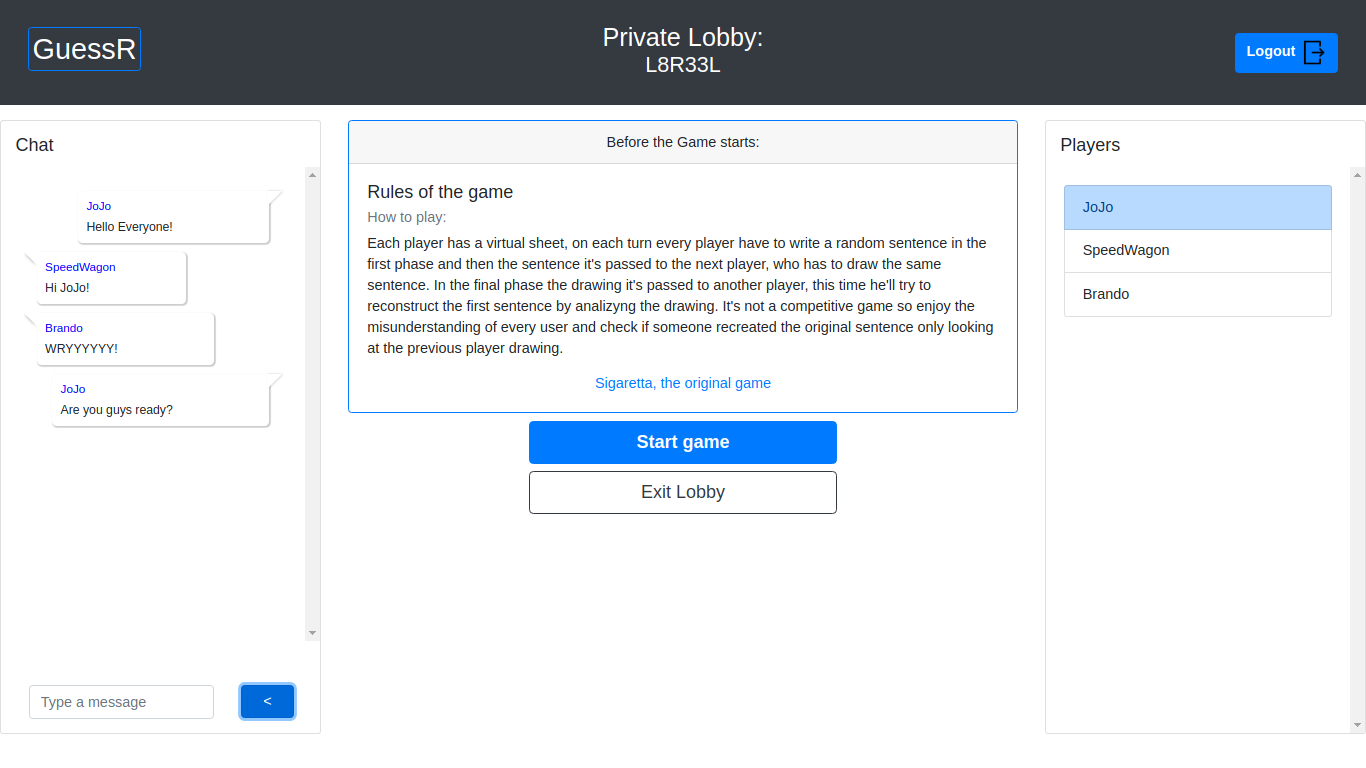 GuessR
Private Lobby:
L8R33L
Logout
Chat
JoJo
Hello Everyone!
SpeedWagon
Hi JoJo!
Brando
WRYYYYYY!
JoJo
Are you guys ready?
Type a message
<
Before the Game starts:
Rules of the game
How to play:
Each player has a virtual sheet, on each turn every player have to write a random sentence in the
first phase and then the sentence it's passed to the next player, who has to draw the same
sentence. In the final phase the drawing it's passed to another player, this time he'll try to
reconstruct the first sentence by analizyng the drawing. It's not a competitive game so enjoy the
misunderstanding of every user and check if someone recreated the original sentence only looking
at the previous player drawing.
Sigaretta, the original game
Start game
Exit Lobby
Players
JoJo
SpeedWagon
Brando